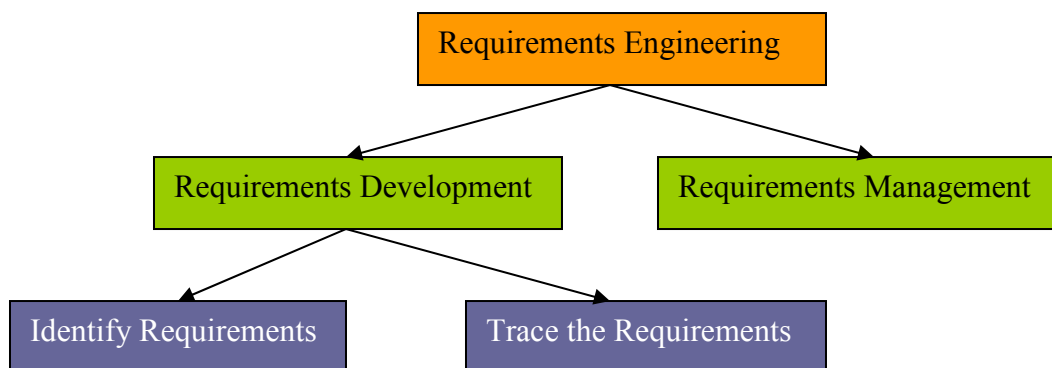 Requirements Engineering
Requirements Development
Requirements Management
Identify Requirements
Trace the Requirements